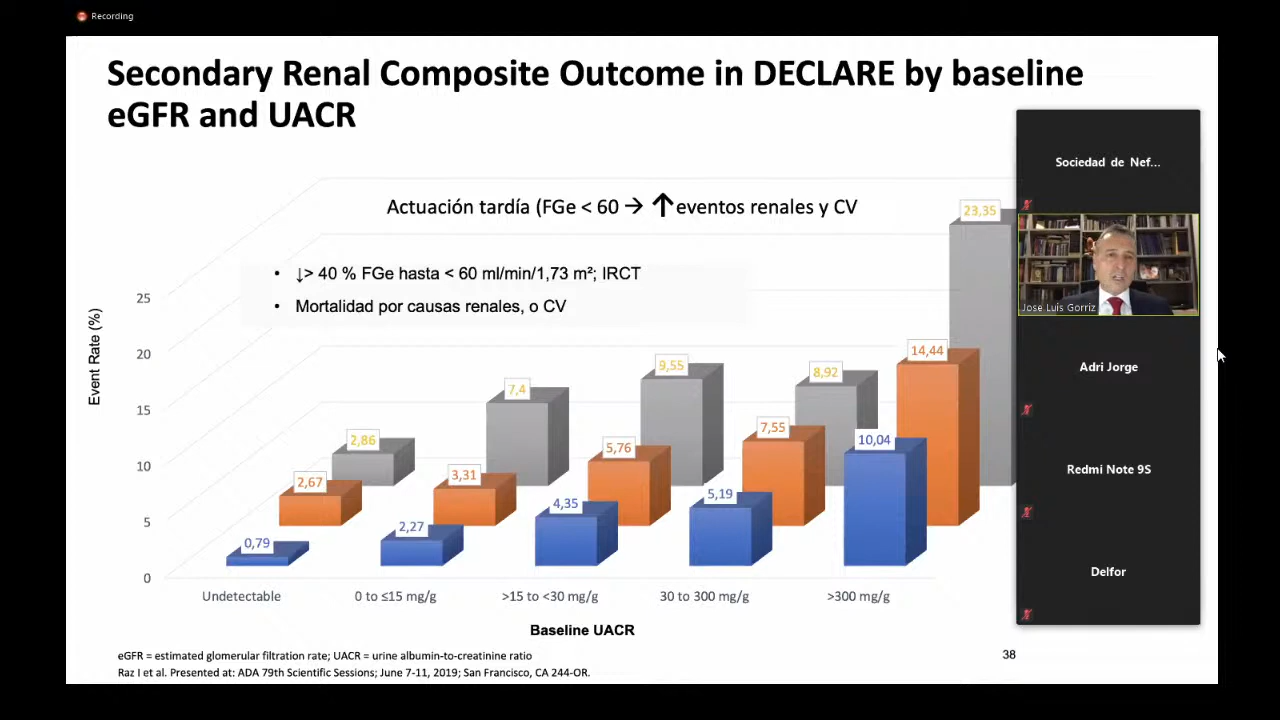 Recording
Secondary Renal Composite Outcome in DECLARE by baseline
eGFR and UACR
Actuación tardía (FGe < 60 → ↑ eventos renales y CV
• ↓> 40 % FGe hasta < 60 ml/min/1,73 m²; IRCT
• Mortalidad por causas renales, o CV
Event Rate (%)
25
20
15
10
5
0
2,86
7,4
9,55
8,92
23,35
2,67
3,31
5,76
7,55
14,44
0,79
2,27
4,35
5,19
10,04
Undetectable
0 to ≤15 mg/g
>15 to <30 mg/g
30 to 300 mg/g
>300 mg/g
Baseline UACR
eGFR = estimated glomerular filtration rate; UACR = urine albumin-to-creatinine ratio
Raz I et al. Presented at: ADA 79th Scientific Sessions; June 7-11, 2019; San Francisco, CA 244-OR.
38
Sociedad de Nef...
Jose Luis Gorriz
Adri Jorge
Redmi Note 9S
Delfor